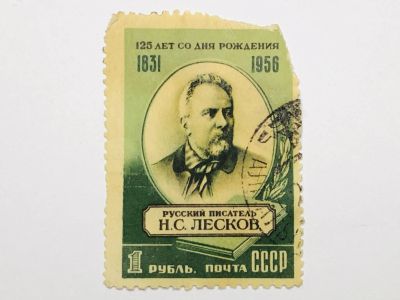 125 ЛЕТ СО ДНЯ РОЖДЕНИЯ
1831 1956
РУССКИЙ ПИСАТЕЛЬ
Н.С. ЛЕСКОВ
1 РУБЛЬ. ПОЧТА СССР